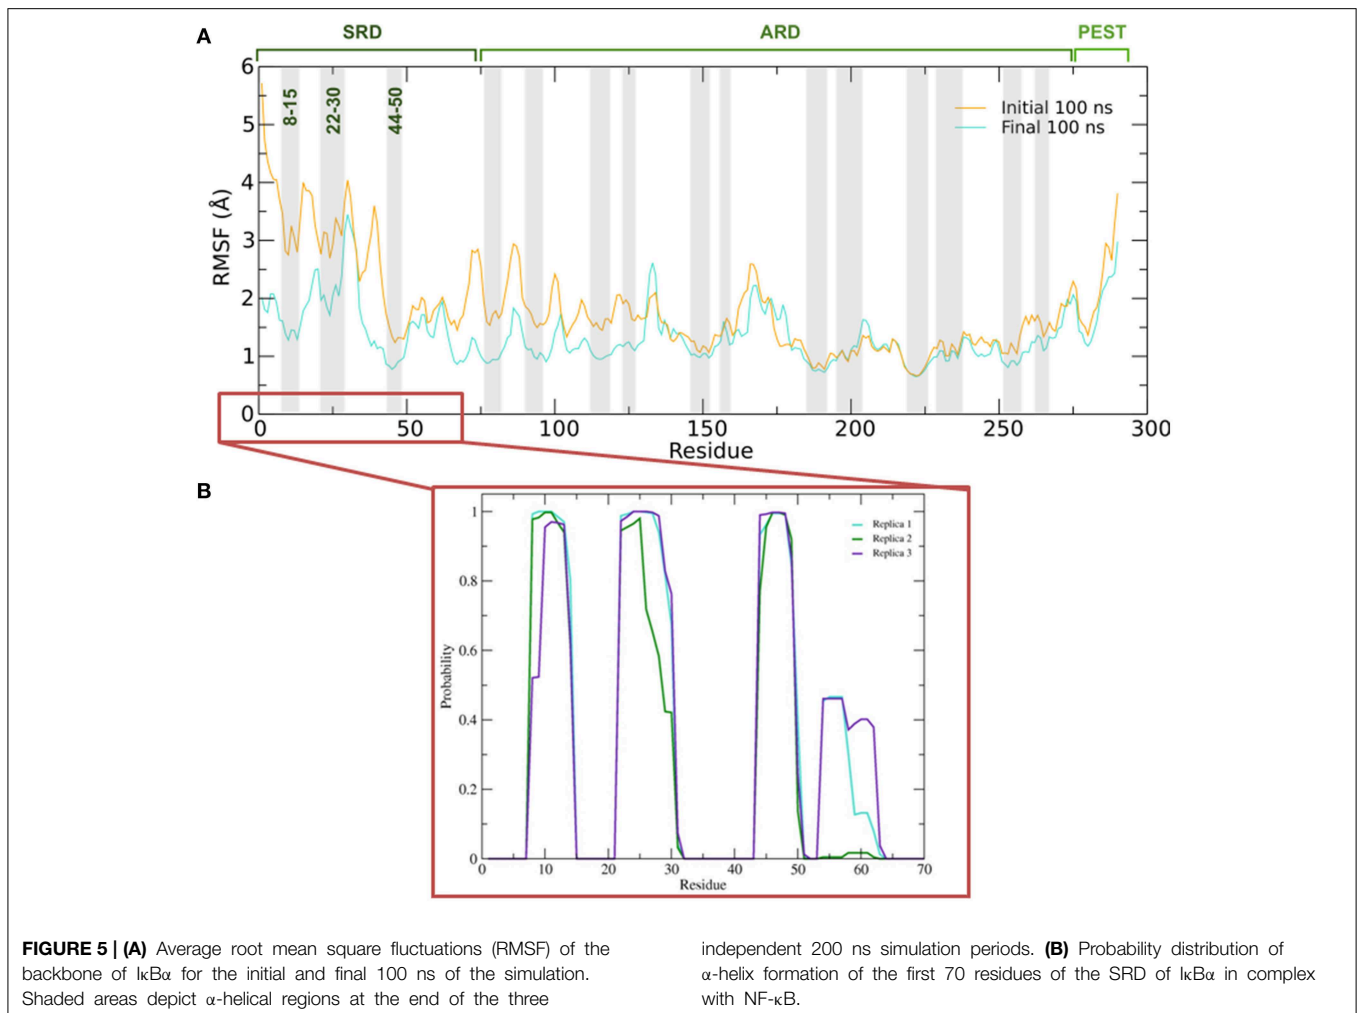 A
SRD
ARD
PEST
6
5
4
3
2
1
0
RMSF (Å)
8-15
22-30
44-50
Initial 100 ns
Final 100 ns
0
50
100
150
200
250
300
Residue
B
1
0.8
0.6
0.4
0.2
0
Probability
Replica 1
Replica 2
Replica 3
0
10
20
30
40
50
60
70
Residue
FIGURE 5 | (A) Average root mean square fluctuations (RMSF) of the
backbone of IκBα for the initial and final 100 ns of the simulation.
Shaded areas depict α-helical regions at the end of the three
independent 200 ns simulation periods. (B) Probability distribution of
α-helix formation of the first 70 residues of the SRD of IκBα in complex
with NF-κB.